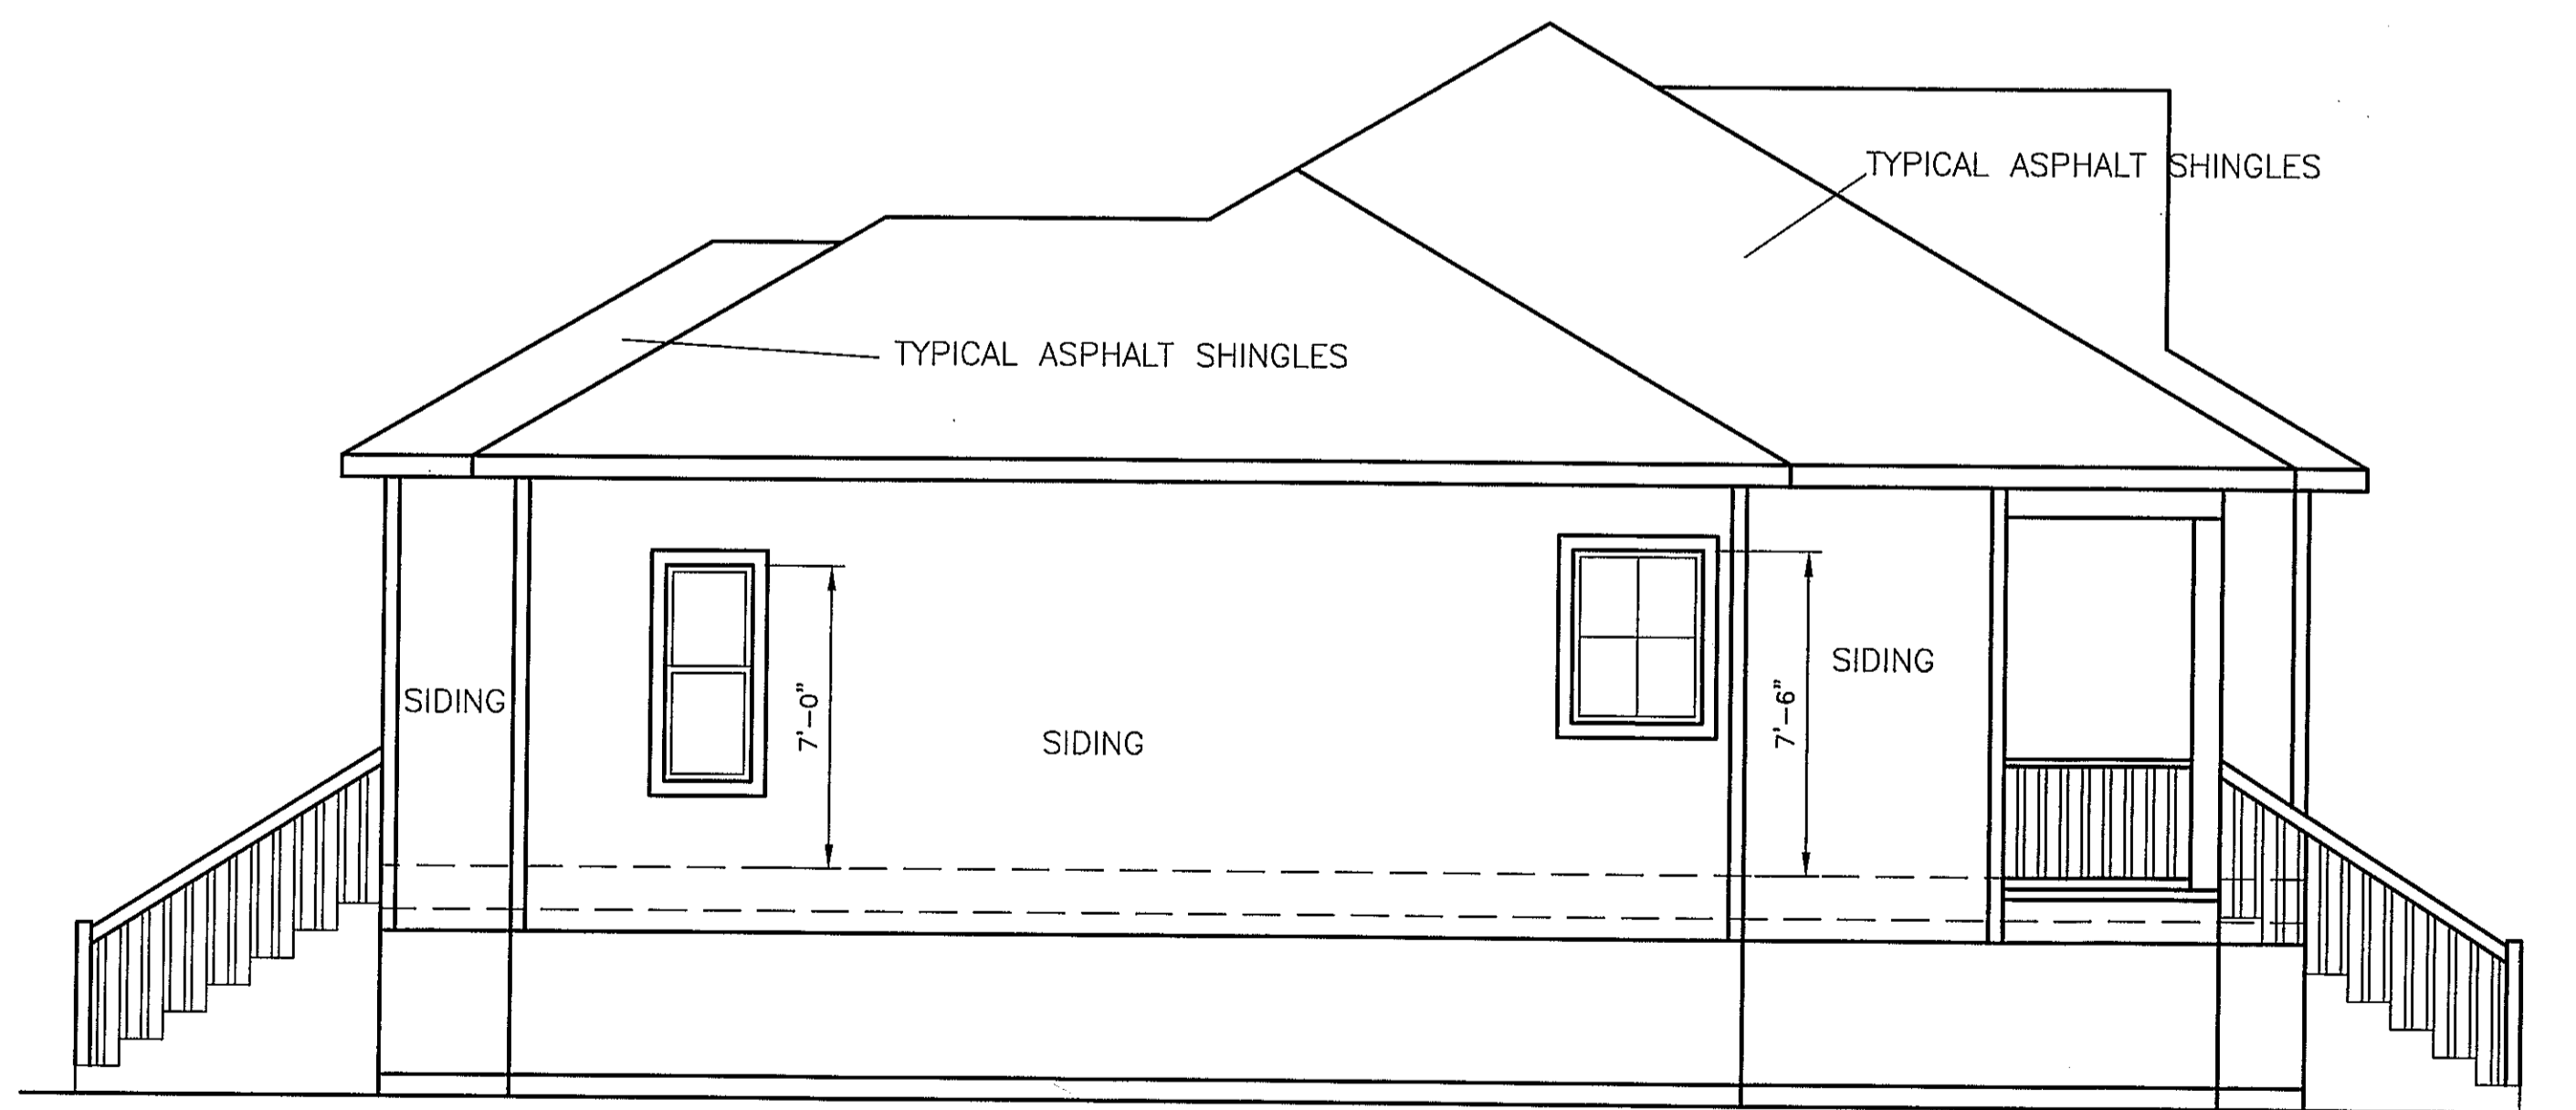 TYPICAL ASPHALT SHINGLES
TYPICAL ASPHALT SHINGLES
SIDING
SIDING
SIDING
7'-0"
7'-6"